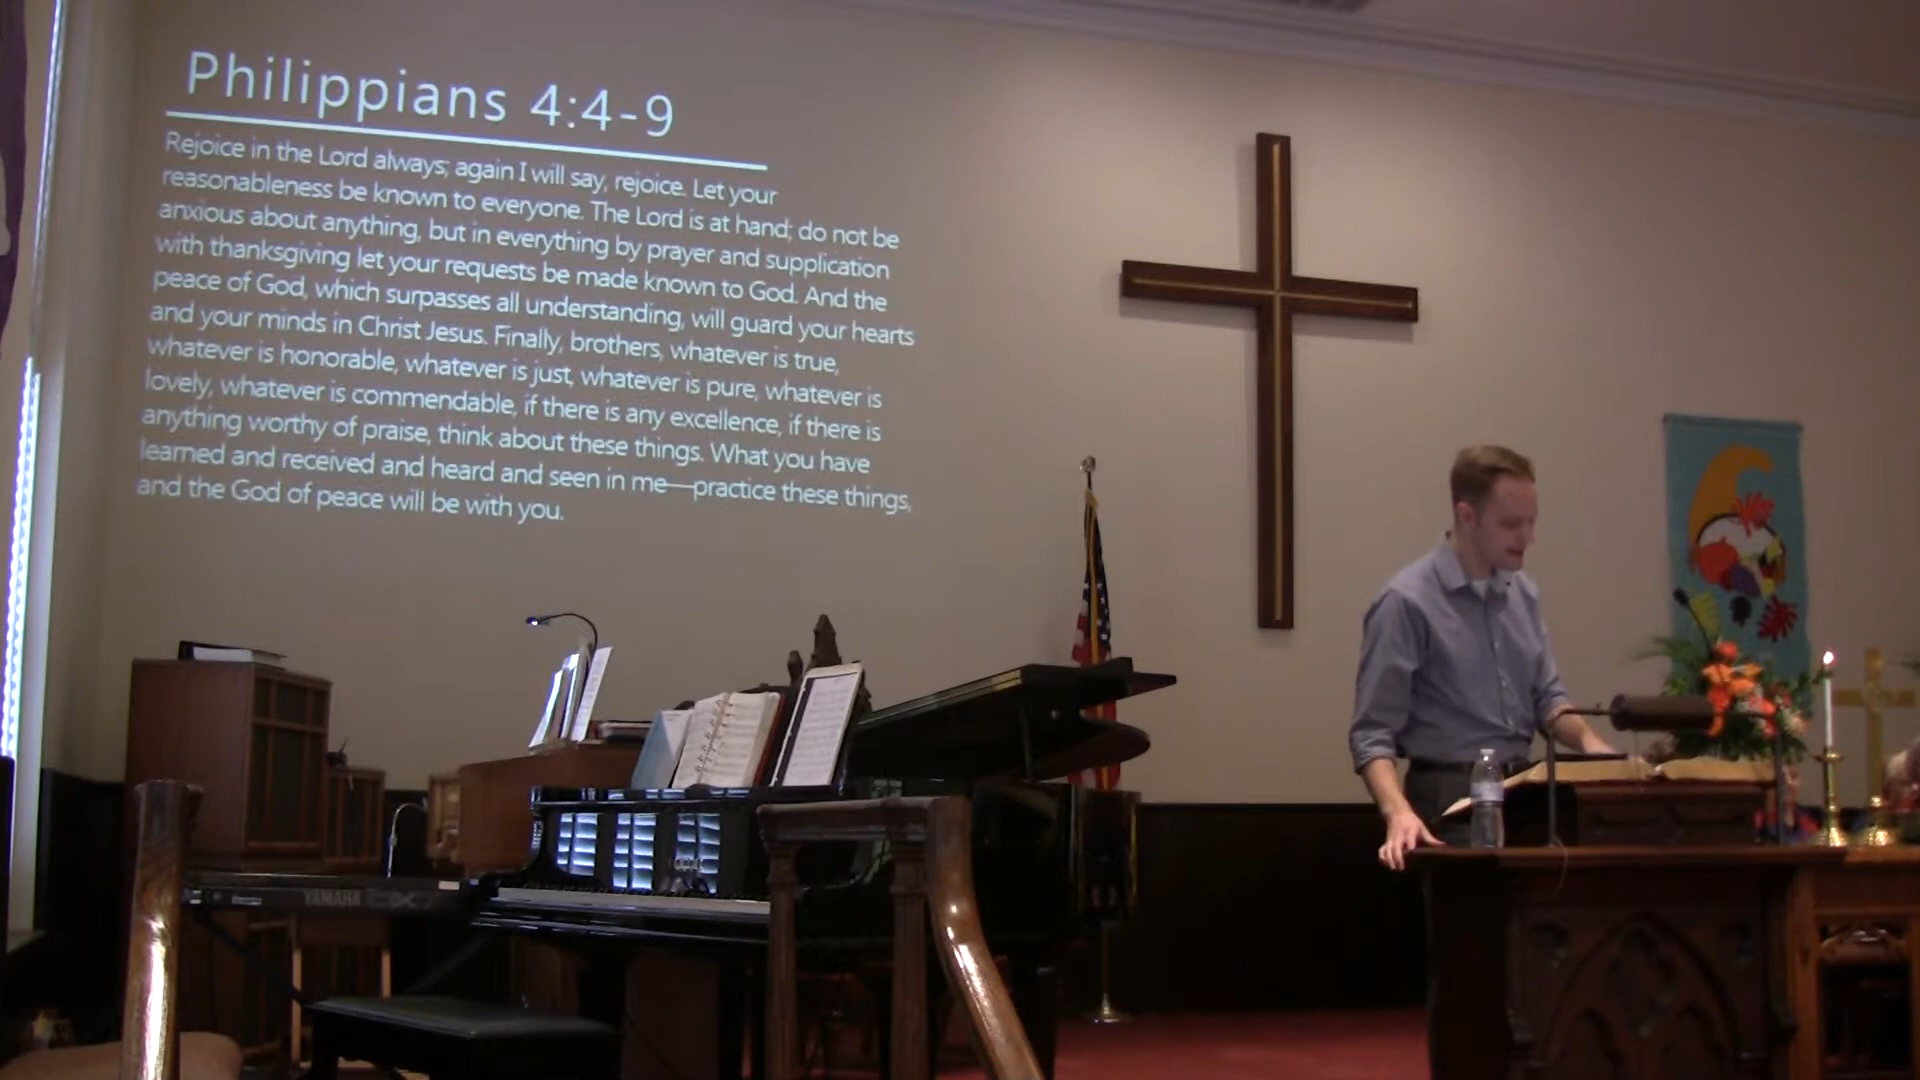 Philippians 4:4-9
Rejoice in the Lord always; again I will say, rejoice. Let your
reasonableness be known to everyone. The Lord is at hand; do not be
anxious about anything, but in everything by prayer and supplication
with thanksgiving let your requests be made known to God. And the
peace of God, which surpasses all understanding, will guard your hearts
and your minds in Christ Jesus. Finally, brothers, whatever is true,
whatever is honorable, whatever is just, whatever is pure, whatever is
lovely, whatever is commendable, if there is any excellence, if there is
anything worthy of praise, think about these things. What you have
learned and received and heard and seen in me—practice these things,
and the God of peace will be with you.
YAMAHA